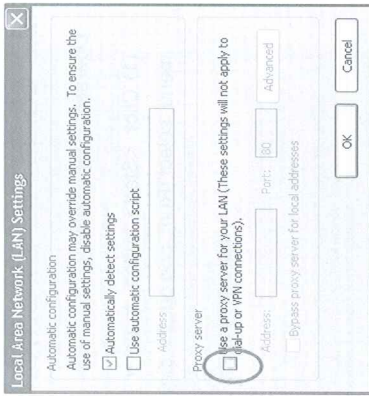 Local Area Network (LAN) Settings
Automatic configuration
Automatic configuration may override manual settings. To ensure the
use of manual settings, disable automatic configuration.
Automatically detect settings
Use automatic configuration script
Address
Proxy server
Use a proxy server for your LAN (These settings will not apply to
dial-up or VPN connections).
Address: Port: 80 Advanced
Bypass proxy server for local addresses
OK Cancel